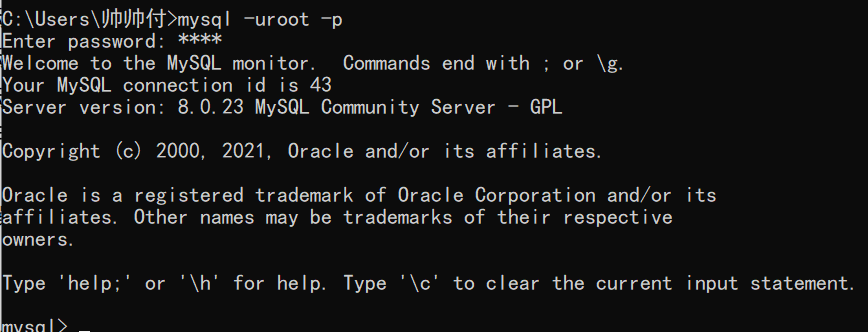 C:\Users\帅帅付>mysql -uroot -p
Enter password: ****
Welcome to the MySQL monitor.  Commands end with ; or \g.
Your MySQL connection id is 43
Server version: 8.0.23 MySQL Community Server - GPL
Copyright (c) 2000, 2021, Oracle and/or its affiliates.
Oracle is a registered trademark of Oracle Corporation and/or its
affiliates. Other names may be trademarks of their respective
owners.
Type 'help;' or '\h' for help. Type '\c' to clear the current input statement.
mysql> _